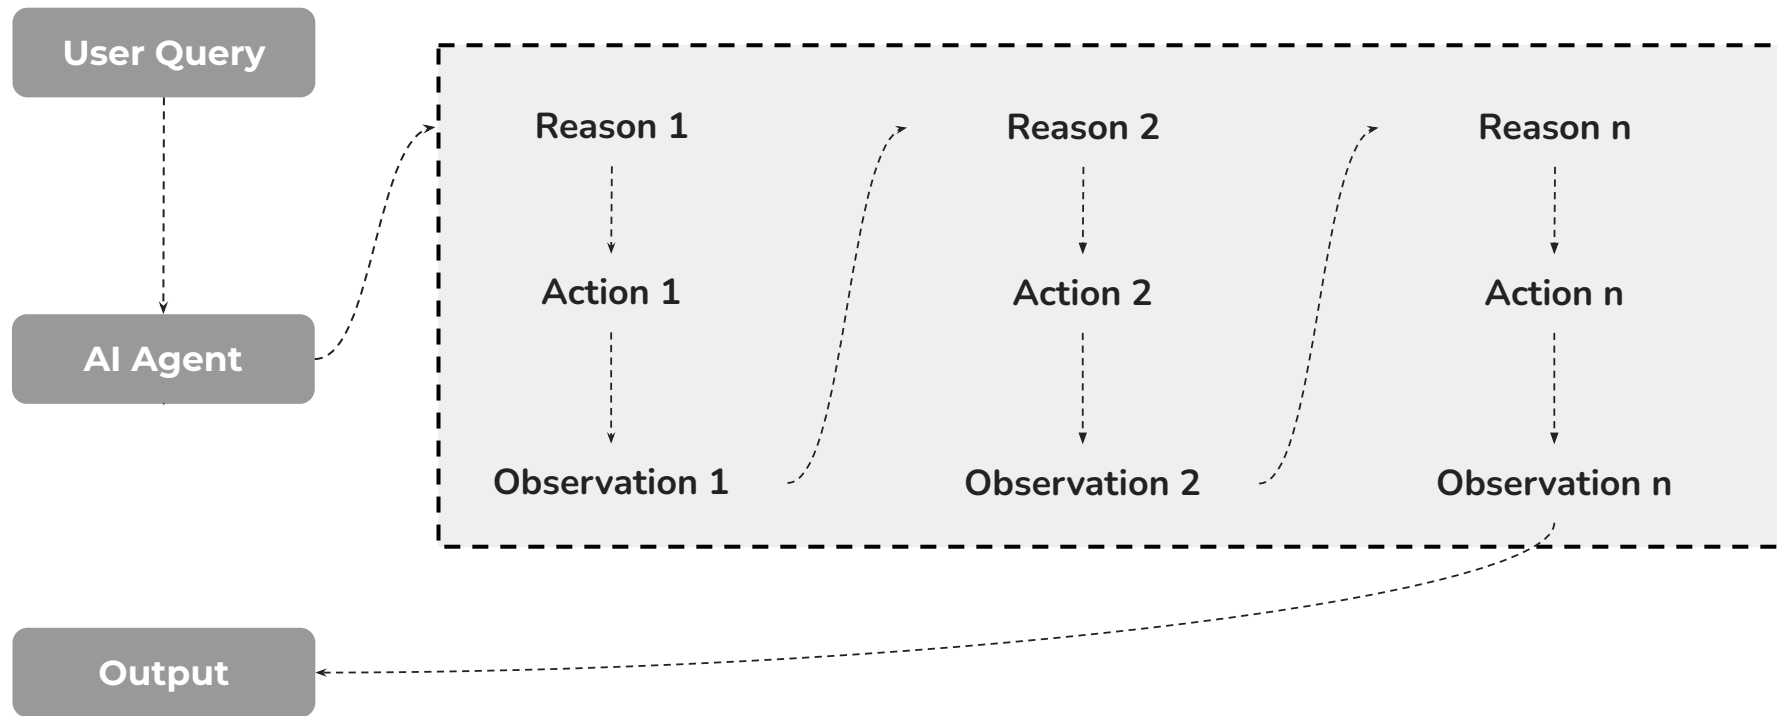 User Query
AI Agent
Output
Reason 1
Action 1
Observation 1
Reason 2
Action 2
Observation 2
Reason n
Action n
Observation n